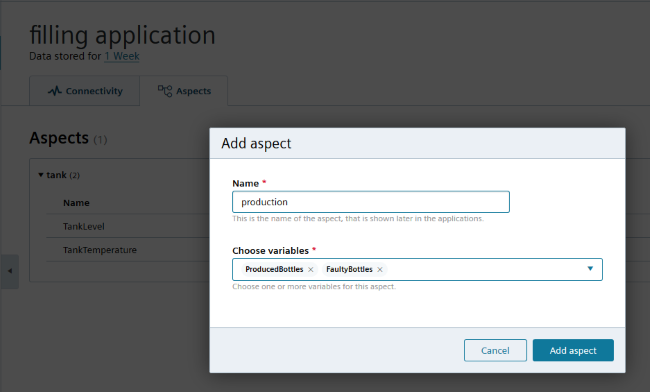 filling application
Data stored for 1 Week
Connectivity
Aspects
Aspects (1)
tank (2)
Name
TankLevel
TankTemperature
Add aspect
Name *
production
This is the name of the aspect, that is shown later in the applications.
Choose variables *
ProducedBottles × FaultyBottles ×
Choose one or more variables for this aspect.
Cancel Add aspect